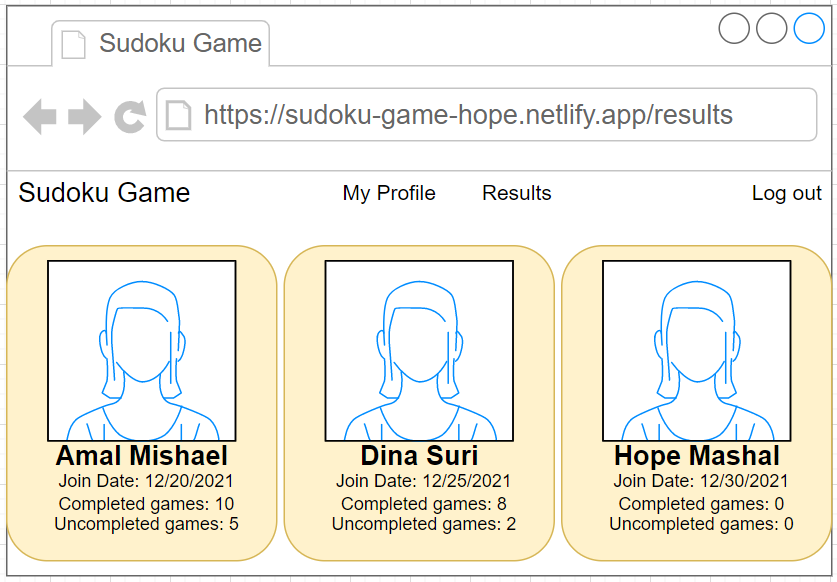 Sudoku Game
https://sudoku-game-hope.netlify.app/results
Sudoku Game My Profile Results Log out
Amal Mishael
Join Date: 12/20/2021
Completed games: 10
Uncompleted games: 5
Dina Suri
Join Date: 12/25/2021
Completed games: 8
Uncompleted games: 2
Hope Mashal
Join Date: 12/30/2021
Completed games: 0
Uncompleted games: 0